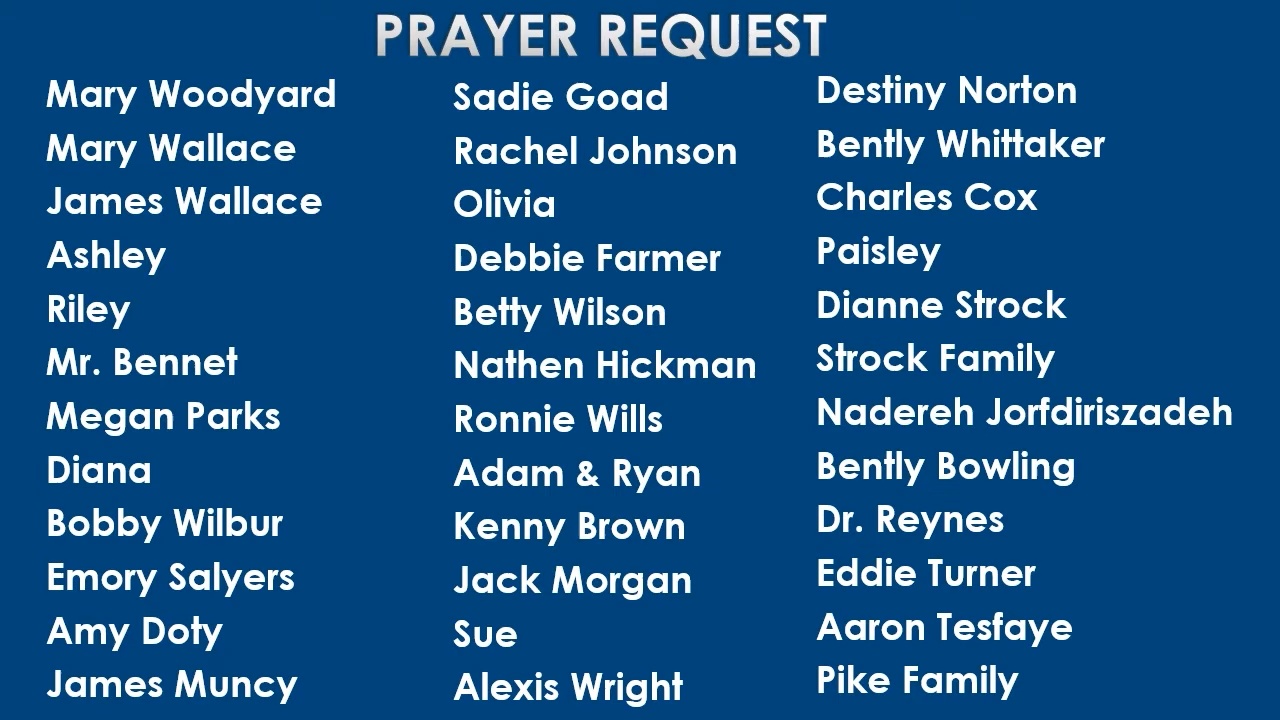 PRAYER REQUEST
Mary Woodyard
Mary Wallace
James Wallace
Ashley
Riley
Mr. Bennet
Megan Parks
Diana
Bobby Wilbur
Emory Salyers
Amy Doty
James Muncy
Sadie Goad
Rachel Johnson
Olivia
Debbie Farmer
Betty Wilson
Nathen Hickman
Ronnie Wills
Adam & Ryan
Kenny Brown
Jack Morgan
Sue
Alexis Wright
Destiny Norton
Bently Whittaker
Charles Cox
Paisley
Dianne Strock
Strock Family
Nadereh Jorfdiriszadeh
Bently Bowling
Dr. Reynes
Eddie Turner
Aaron Tesfaye
Pike Family